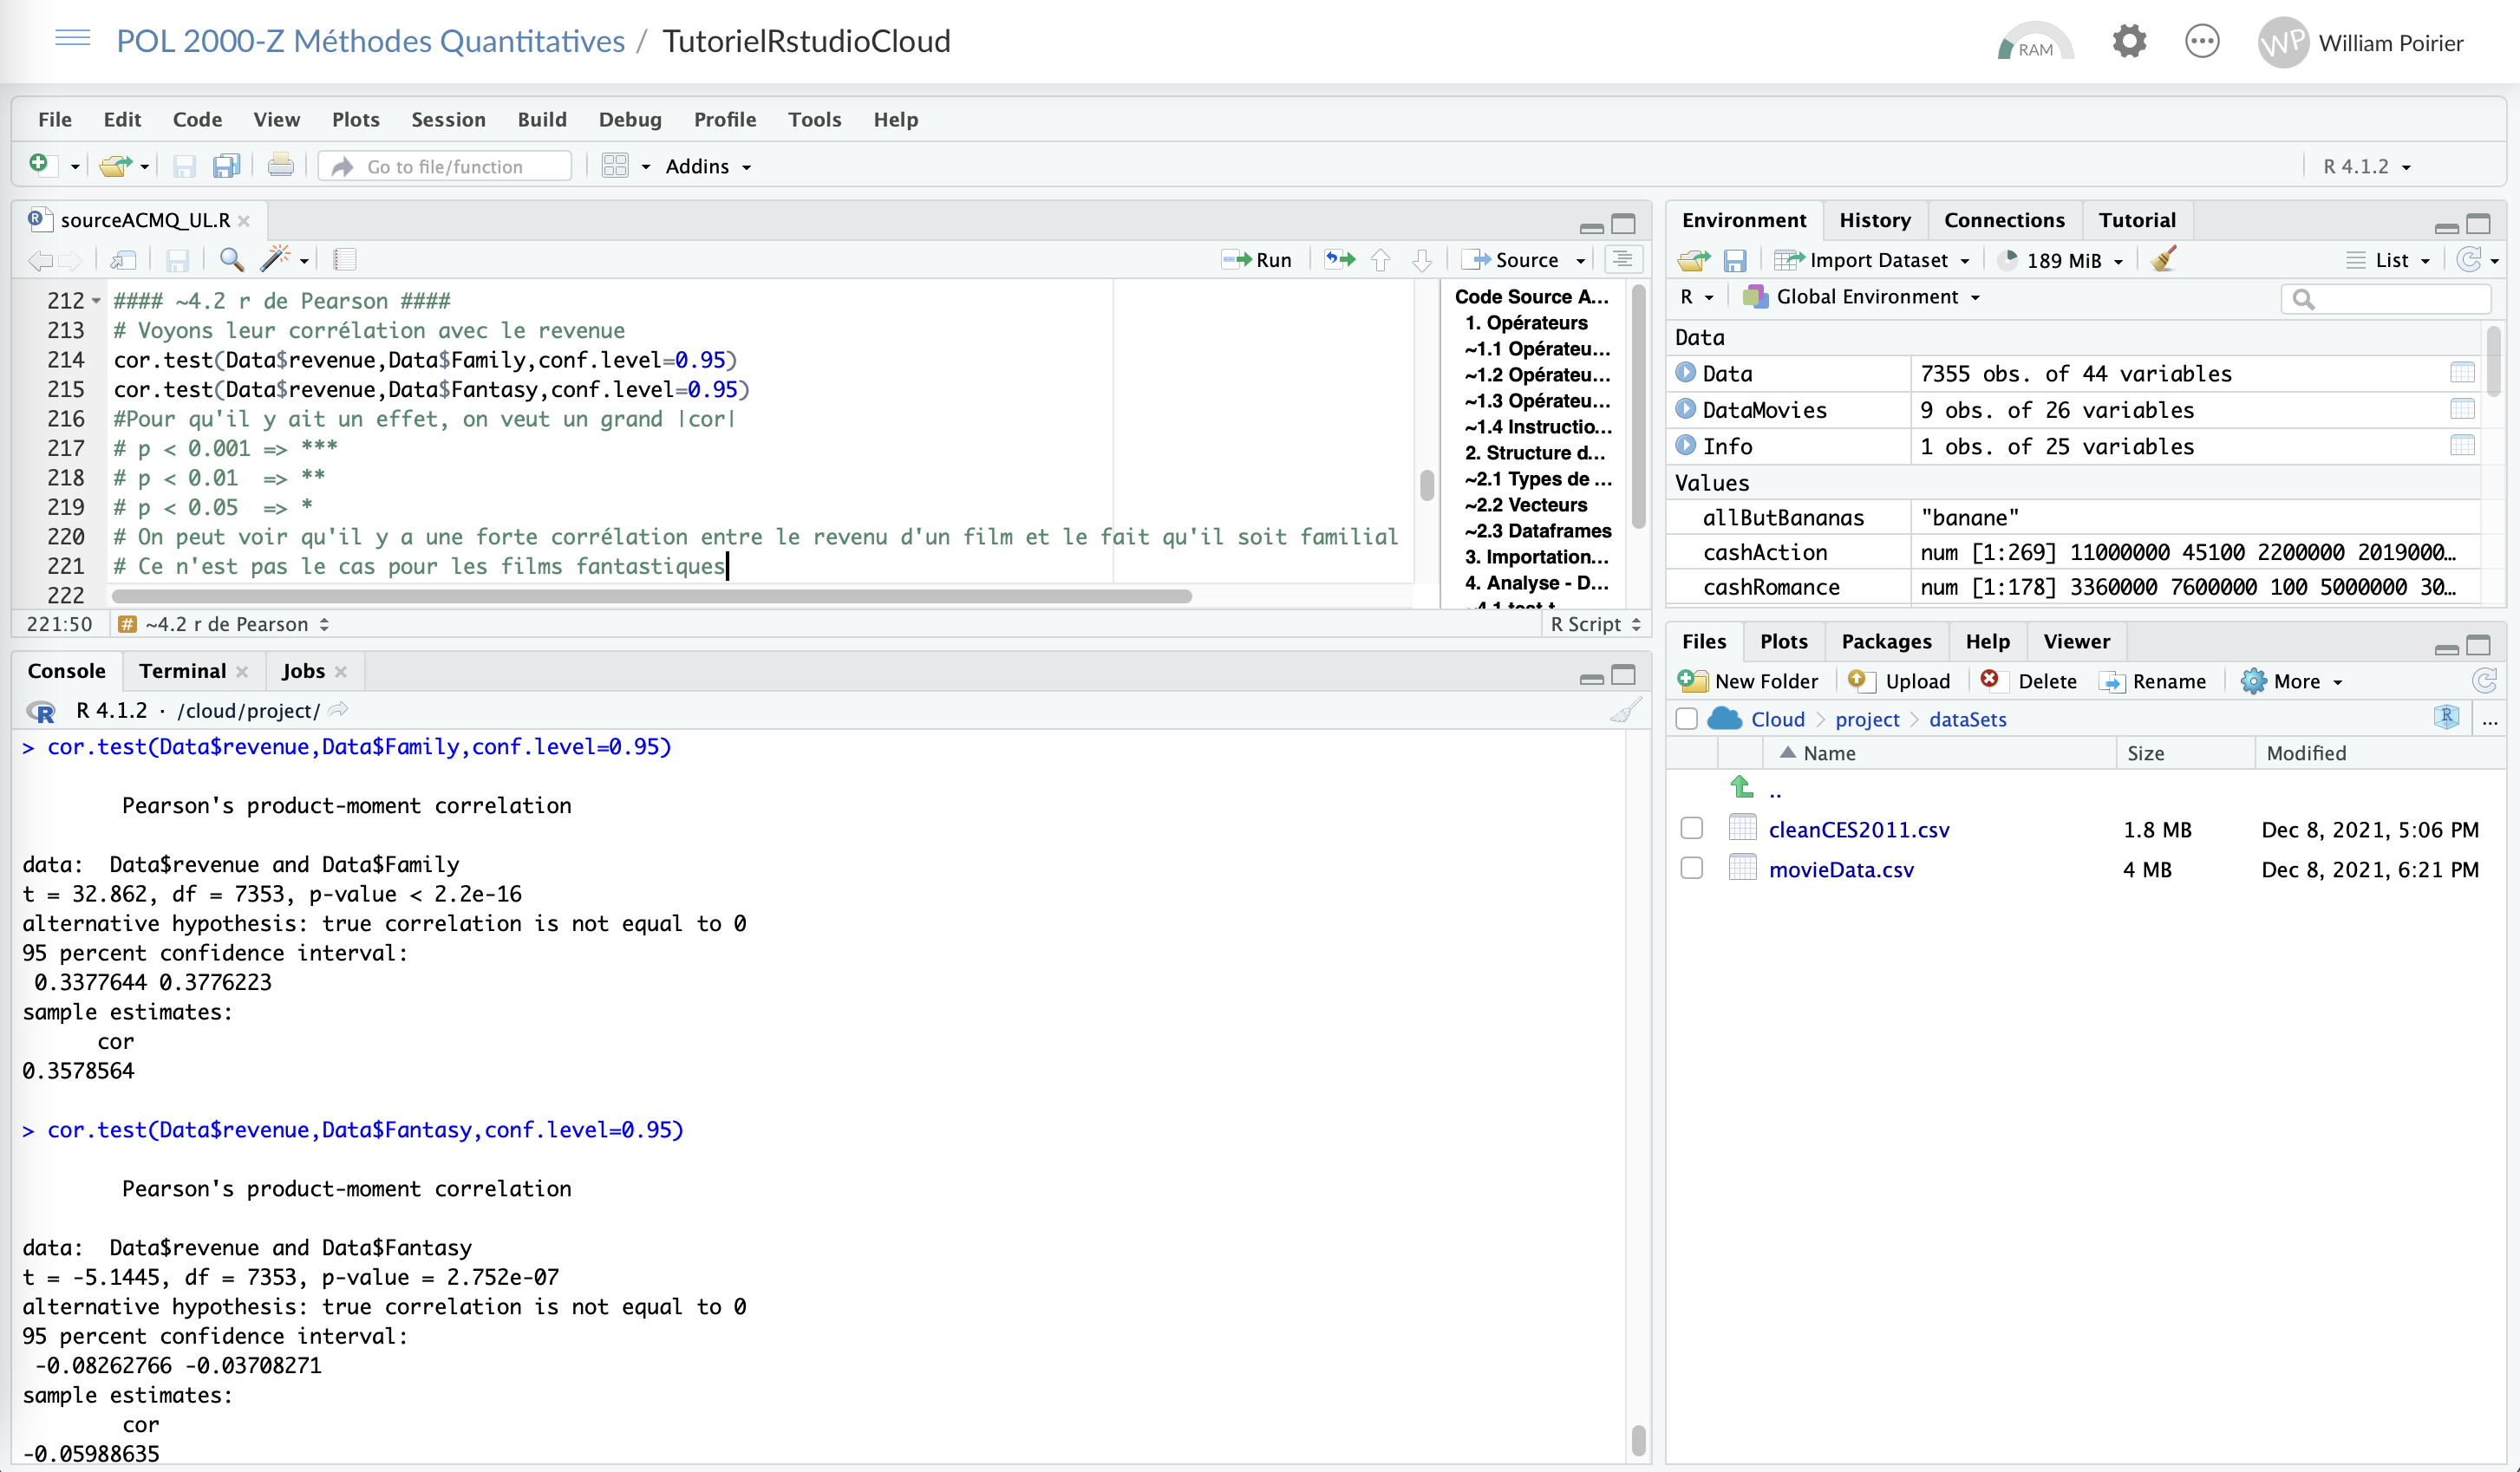 POL 2000-Z Méthodes Quantitatives / TutorielRstudioCloud
RAM
WP William Poirier
File Edit Code View Plots Session Build Debug Profile Tools Help
Go to file/function
Addins
R 4.1.2
sourceACMQ_UL.R
Run
Source
212 #### ~4.2 r de Pearson ####
213 # Voyons leur corrélation avec le revenue
214 cor.test(Data$revenue,Data$Family,conf.level=0.95)
215 cor.test(Data$revenue,Data$Fantasy,conf.level=0.95)
216 #Pour qu'il y ait un effet, on veut un grand |cor|
217 # p < 0.001 => ***
218 # p < 0.01  => **
219 # p < 0.05  => *
220 # On peut voir qu'il y a une forte corrélation entre le revenu d'un film et le fait qu'il soit familial
221 # Ce n'est pas le cas pour les films fantastiques
222
Code Source A...
1. Opérateurs
~1.1 Opérateu...
~1.2 Opérateu...
~1.3 Opérateu...
~1.4 Instructio...
2. Structure d...
~2.1 Types de ...
~2.2 Vecteurs
~2.3 Dataframes
3. Importation...
4. Analyse - D...
~4.1 test t
221:50 # ~4.2 r de Pearson
R Script
Console Terminal Jobs
R 4.1.2 · /cloud/project/
> cor.test(Data$revenue,Data$Family,conf.level=0.95)
Pearson's product-moment correlation
data:  Data$revenue and Data$Family
t = 32.862, df = 7353, p-value < 2.2e-16
alternative hypothesis: true correlation is not equal to 0
95 percent confidence interval:
0.3377644 0.3776223
sample estimates:
cor
0.3578564
> cor.test(Data$revenue,Data$Fantasy,conf.level=0.95)
Pearson's product-moment correlation
data:  Data$revenue and Data$Fantasy
t = -5.1445, df = 7353, p-value = 2.752e-07
alternative hypothesis: true correlation is not equal to 0
95 percent confidence interval:
-0.08262766 -0.03708271
sample estimates:
cor
-0.05988635
Environment History Connections Tutorial
Import Dataset
189 MiB
List
R Global Environment
Data
Data 7355 obs. of 44 variables
DataMovies 9 obs. of 26 variables
Info 1 obs. of 25 variables
Values
allButBananas "banane"
cashAction num [1:269] 11000000 45100 2200000 2019000...
cashRomance num [1:178] 3360000 7600000 100 5000000 30...
Files Plots Packages Help Viewer
New Folder Upload Delete Rename More
Cloud > project > dataSets
...
Name Size Modified
..
cleanCES2011.csv 1.8 MB Dec 8, 2021, 5:06 PM
movieData.csv 4 MB Dec 8, 2021, 6:21 PM